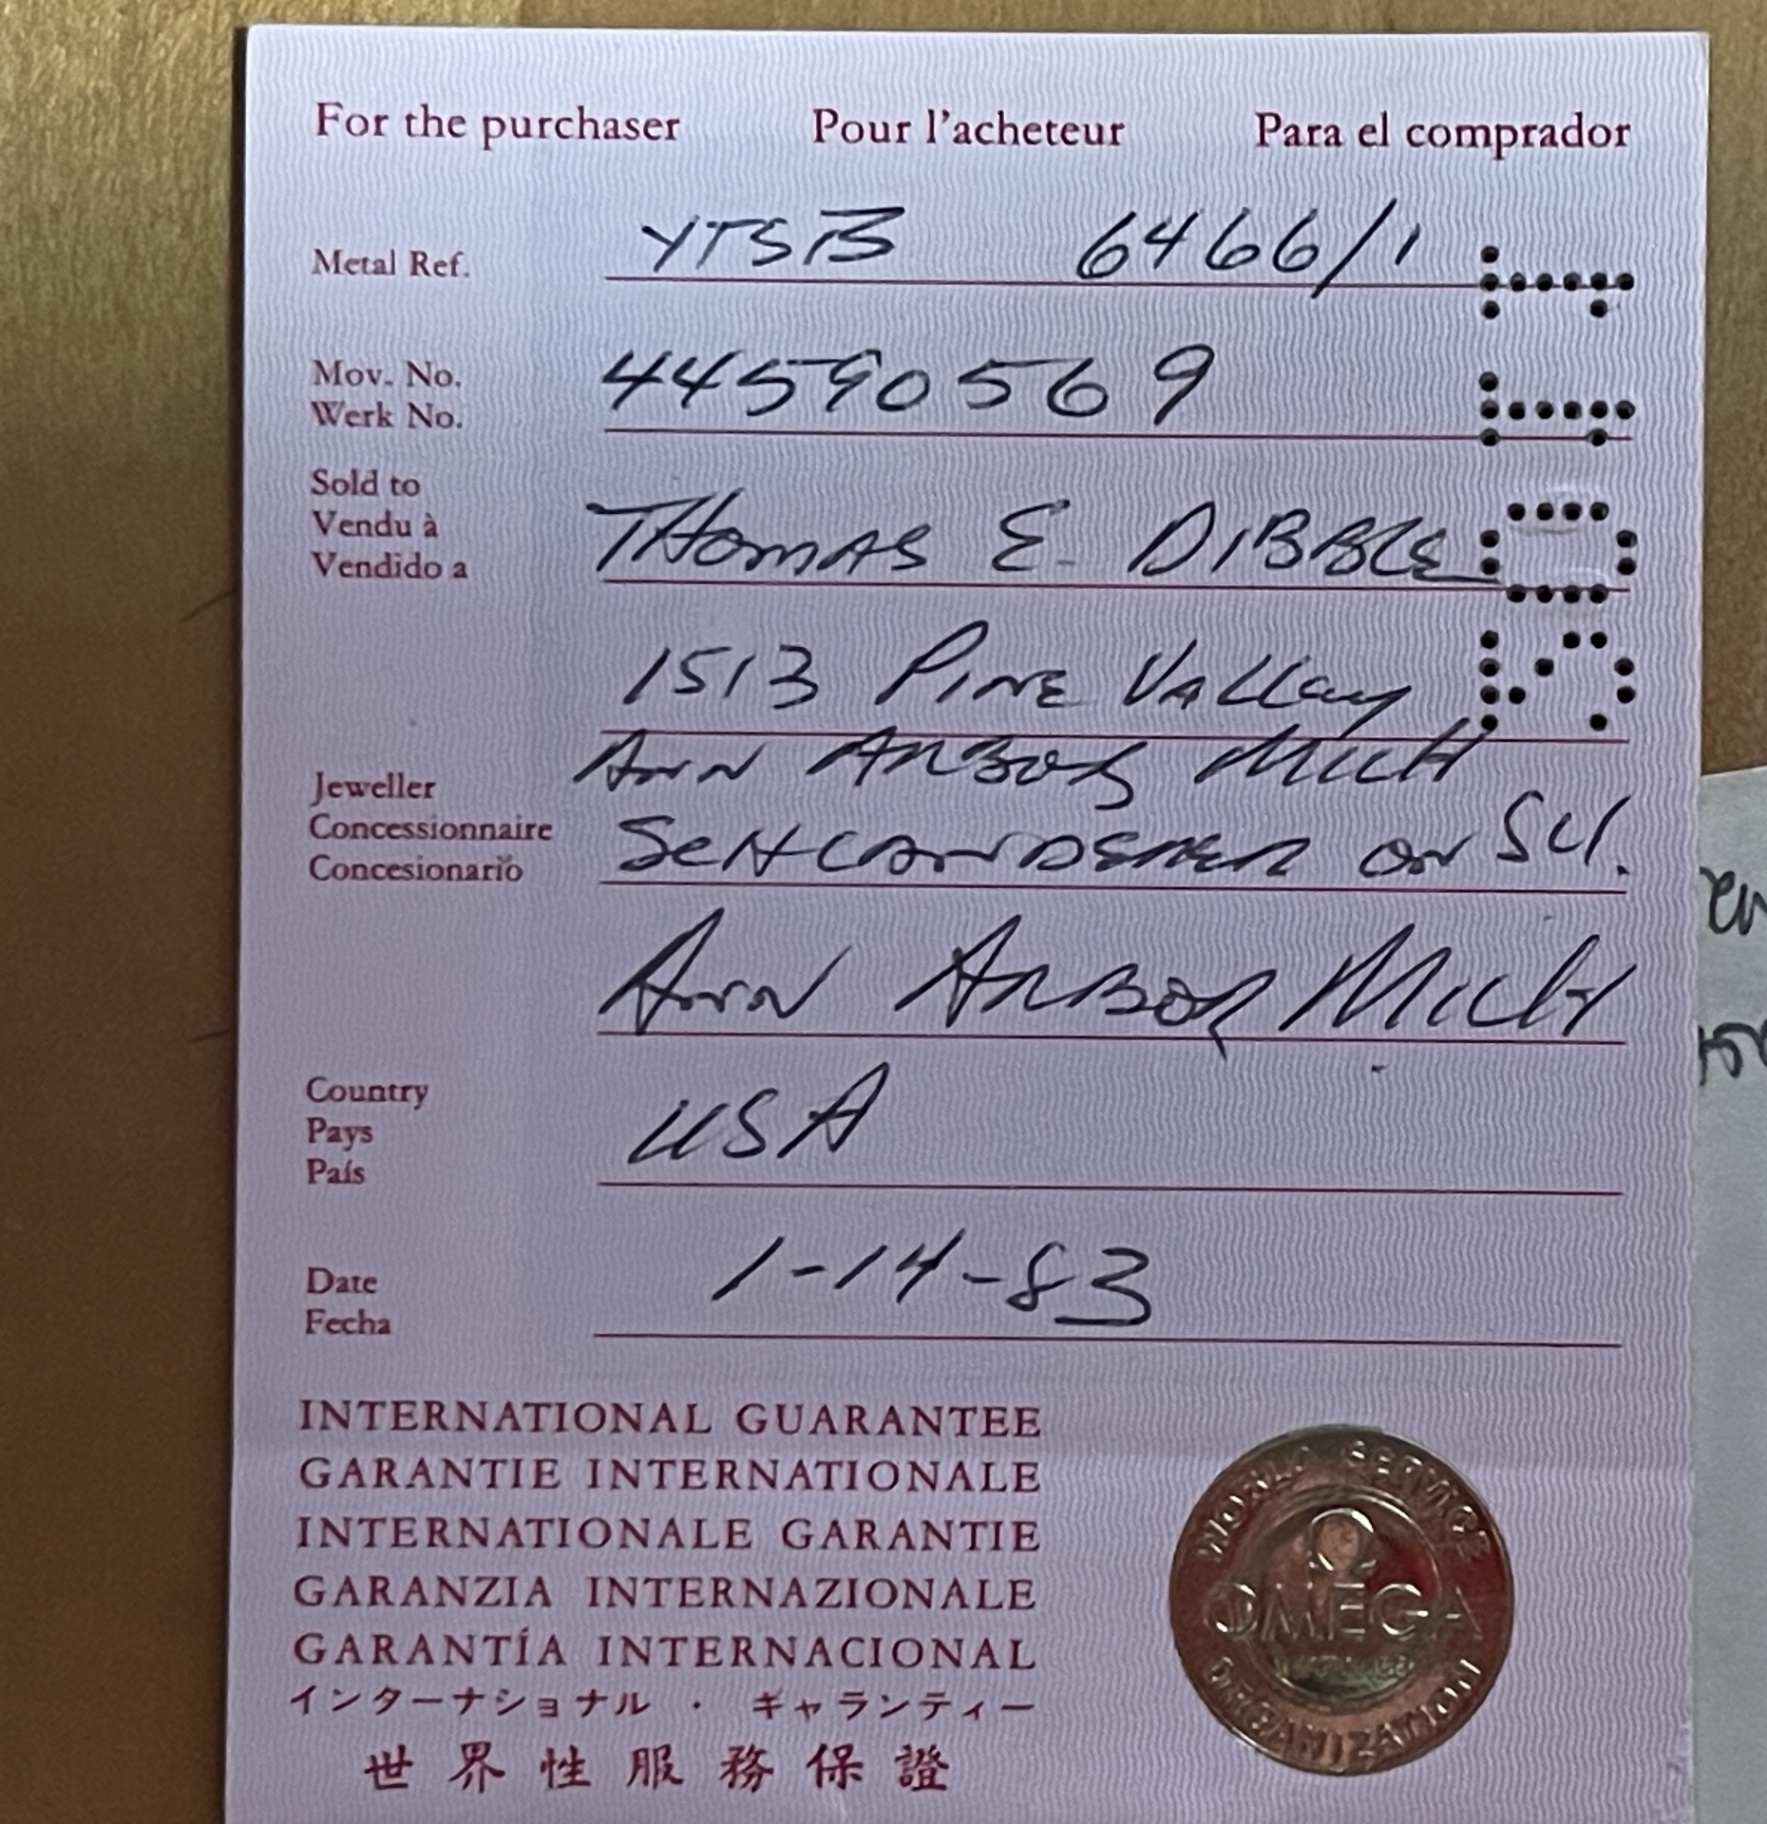 For the purchaser Pour l'acheteur Para el comprador
Metal Ref. YTSB 6466/1
Mov. No.
Werk No. 44590569
Sold to
Vendu à
Vendido a THOMAS E. DIBBLE
1513 PINE VALLey
ANN ARBOR MICH
Jeweller
Concessionnaire
Concesionario ON
ANN ARBOR MICH
Country
Pays
País USA
Date
Fecha 1-14-83
INTERNATIONAL GUARANTEE
GARANTIE INTERNATIONALE
INTERNATIONALE GARANTIE
GARANZIA INTERNAZIONALE
GARANTÍA INTERNACIONAL
インターナショナル · ギャランティー
世界性服務保證
WORLD SERVICE
Ω
OMEGA
ORGANIZATION